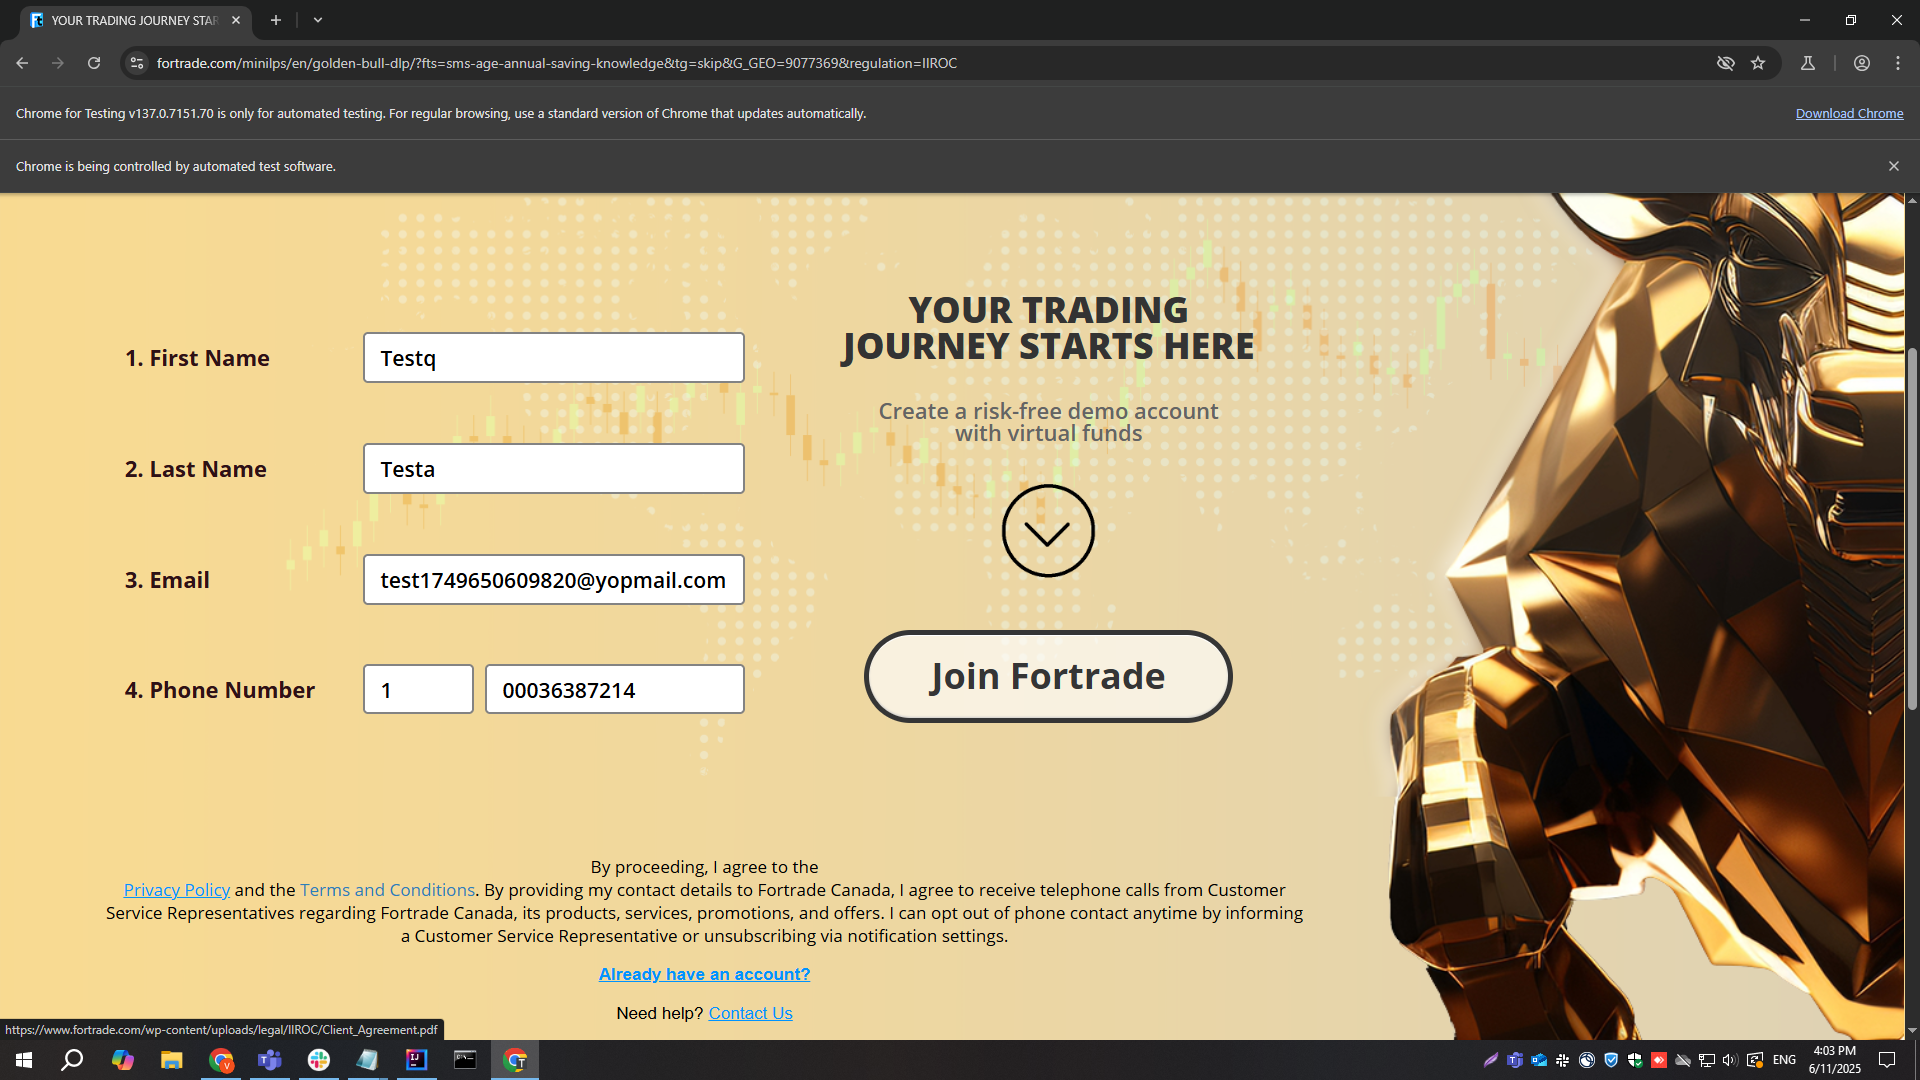 YOUR TRADING JOURNEY STAR
fortrade.com/minilps/en/golden-bull-dlp/?fts=sms-age-annual-saving-knowledge&tg=skip&G_GEO=9077369&regulation=IIROC
Chrome for Testing v137.0.7151.70 is only for automated testing. For regular browsing, use a standard version of Chrome that updates automatically.
Download Chrome
Chrome is being controlled by automated test software.
YOUR TRADING
JOURNEY STARTS HERE
Create a risk-free demo account
with virtual funds
1. First Name
Testq
2. Last Name
Testa
3. Email
test1749650609820@yopmail.com
4. Phone Number
1
00036387214
Join Fortrade
By proceeding, I agree to the
Privacy Policy and the Terms and Conditions. By providing my contact details to Fortrade Canada, I agree to receive telephone calls from Customer
Service Representatives regarding Fortrade Canada, its products, services, promotions, and offers. I can opt out of phone contact anytime by informing
a Customer Service Representative or unsubscribing via notification settings.
Already have an account?
Need help? Contact Us
https://www.fortrade.com/wp-content/uploads/legal/IIROC/Client_Agreement.pdf
ENG
4:03 PM
6/11/2025